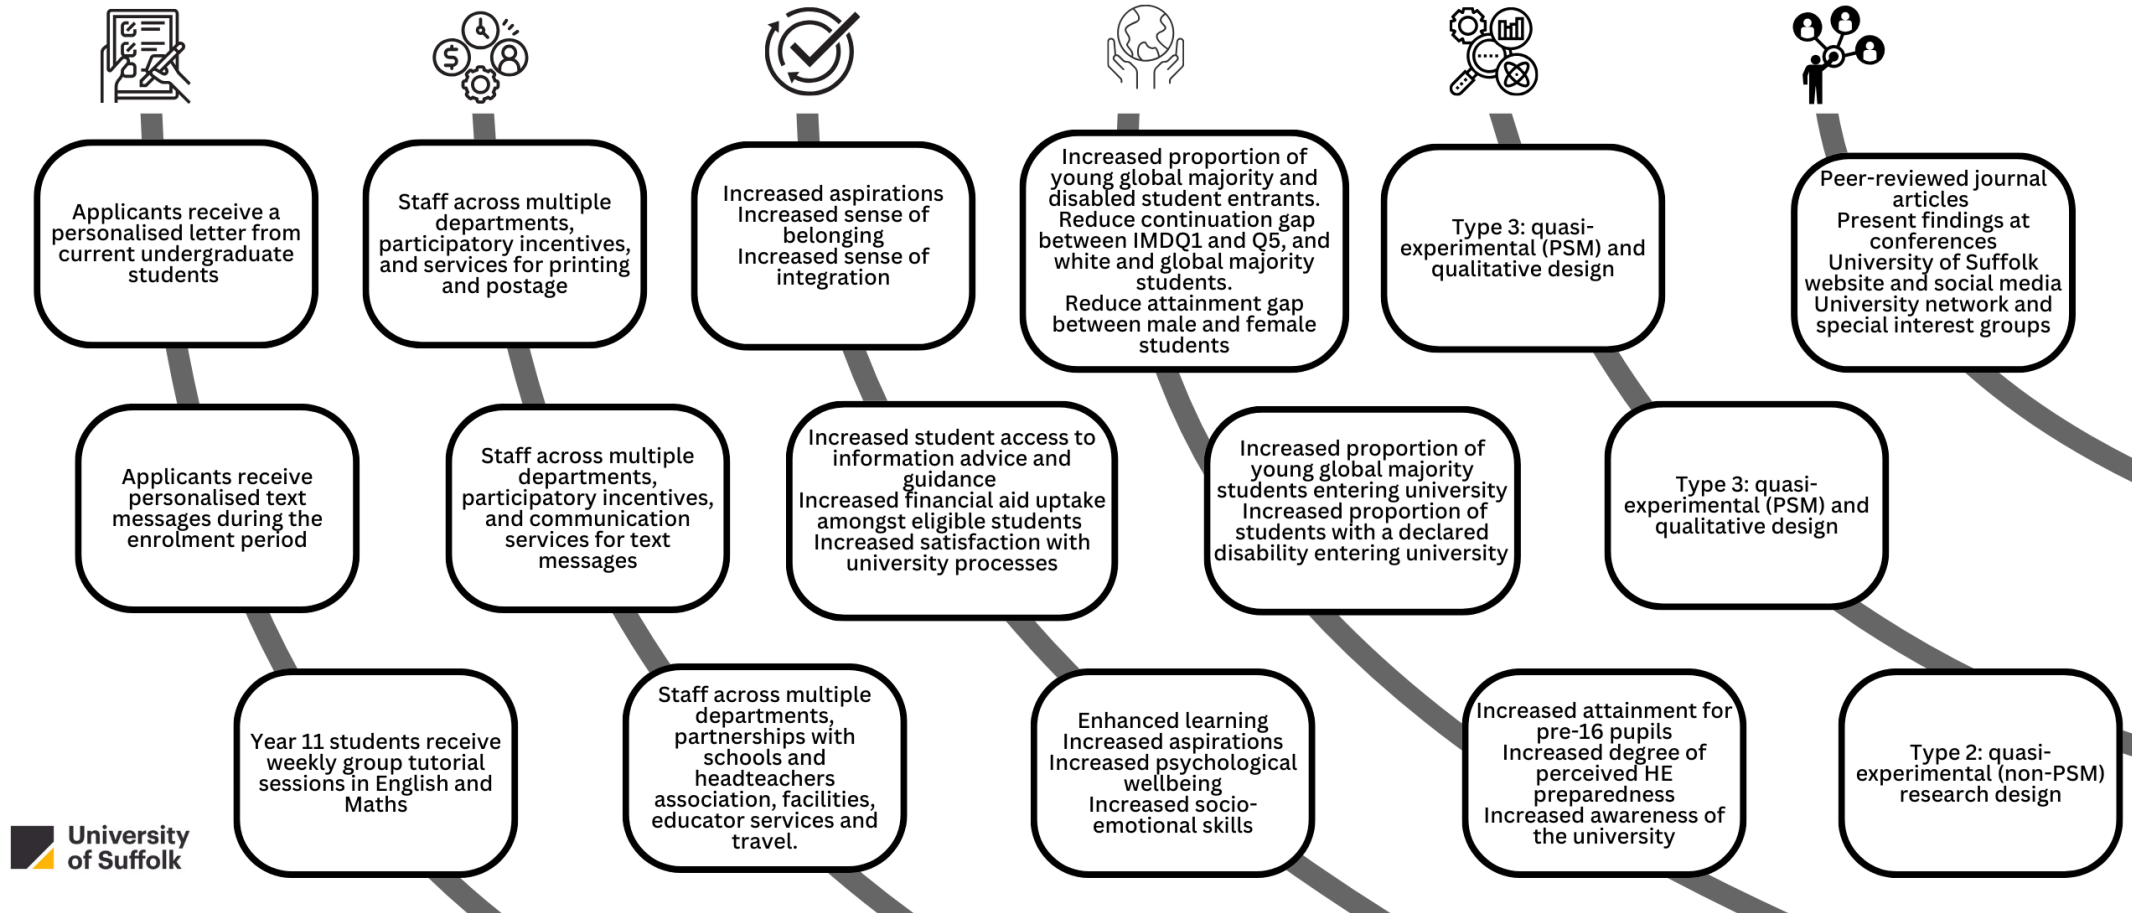 Applicants receive a
personalised letter from
current undergraduate
students
Staff across multiple
departments,
participatory incentives,
and services for printing
and postage
Increased aspirations
Increased sense of
belonging
Increased sense of
integration
Increased proportion of
young global majority and
disabled student entrants.
Reduce continuation gap
between IMDQ1 and Q5, and
white and global majority
students.
Reduce attainment gap
between male and female
students
Type 3: quasi-
experimental (PSM) and
qualitative design
Peer-reviewed journal
articles
Present findings at
conferences
University of Suffolk
website and social media
University network and
special interest groups
Applicants receive
personalised text
messages during the
enrolment period
Staff across multiple
departments,
participatory incentives,
and communication
services for text
messages
Increased student access to
information advice and
guidance
Increased financial aid uptake
amongst eligible students
Increased satisfaction with
university processes
Increased proportion of
young global majority
students entering university
Increased proportion of
students with a declared
disability entering university
Type 3: quasi-
experimental (PSM) and
qualitative design
Year 11 students receive
weekly group tutorial
sessions in English and
Maths
Staff across multiple
departments,
partnerships with
schools and
headteachers
association, facilities,
educator services and
travel.
Enhanced learning
Increased aspirations
Increased psychological
wellbeing
Increased socio-
emotional skills
Increased attainment for
pre-16 pupils
Increased degree of
perceived HE
preparedness
Increased awareness of
the university
Type 2: quasi-
experimental (non-PSM)
research design
University
of Suffolk